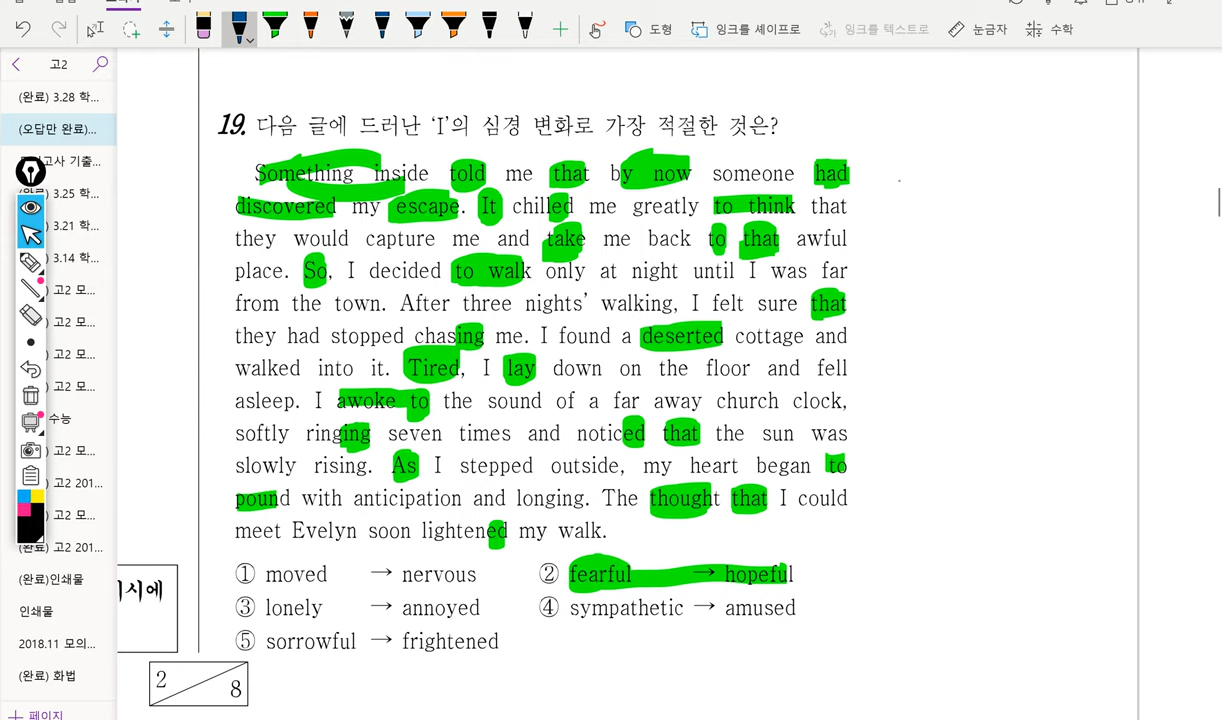 도형
잉크를 셰이프로
잉크를 텍스트로
눈금자
수학
고2
(완료) 3.28 학...
(오답만 완료)...
고사 기출...
3.25 학...
3.21 학...
3.14 학...
고2 모...
고2 모...
고2 모...
고2 모...
수능
고2 모...
고2 모...
고2 201...
고2 모...
(완료) 고2 201...
(완료)인쇄물
인쇄물
2018.11 모의...
(완료) 화법
페이지
19. 다음 글에 드러난 ‘I’의 심경 변화로 가장 적절한 것은?
Something inside told me that by now someone had
discovered my escape. It chilled me greatly to think that
they would capture me and take me back to that awful
place. So, I decided to walk only at night until I was far
from the town. After three nights’ walking, I felt sure that
they had stopped chasing me. I found a deserted cottage and
walked into it. Tired, I lay down on the floor and fell
asleep. I awoke to the sound of a far away church clock,
softly ringing seven times and noticed that the sun was
slowly rising. As I stepped outside, my heart began to
pound with anticipation and longing. The thought that I could
meet Evelyn soon lightened my walk.
① moved → nervous ② fearful → hopeful
③ lonely → annoyed ④ sympathetic → amused
⑤ sorrowful → frightened
시에
2 8